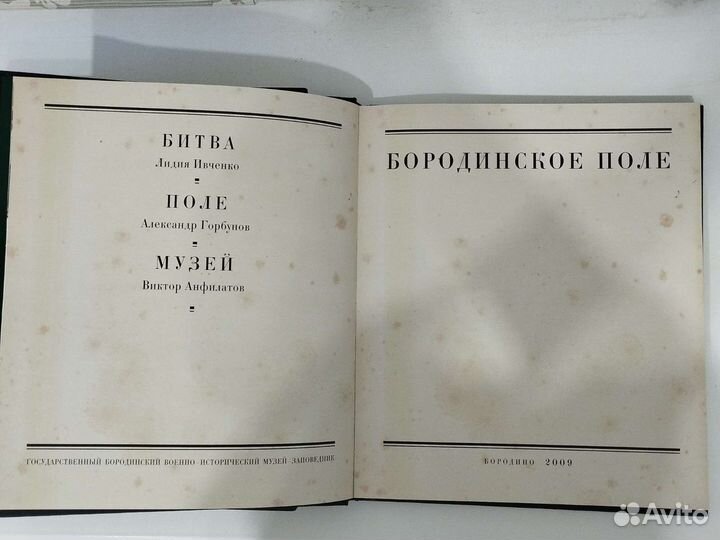 БИТВА
Лидия Ивченко
ПОЛЕ
Александр Горбунов
МУЗЕЙ
Виктор Анфилатов
ГОСУДАРСТВЕННЫЙ БОРОДИНСКИЙ ВОЕННО-ИСТОРИЧЕСКИЙ МУЗЕЙ-ЗАПОВЕДНИК
БОРОДИНСКОЕ ПОЛЕ
БОРОДИНО 2009
Avito